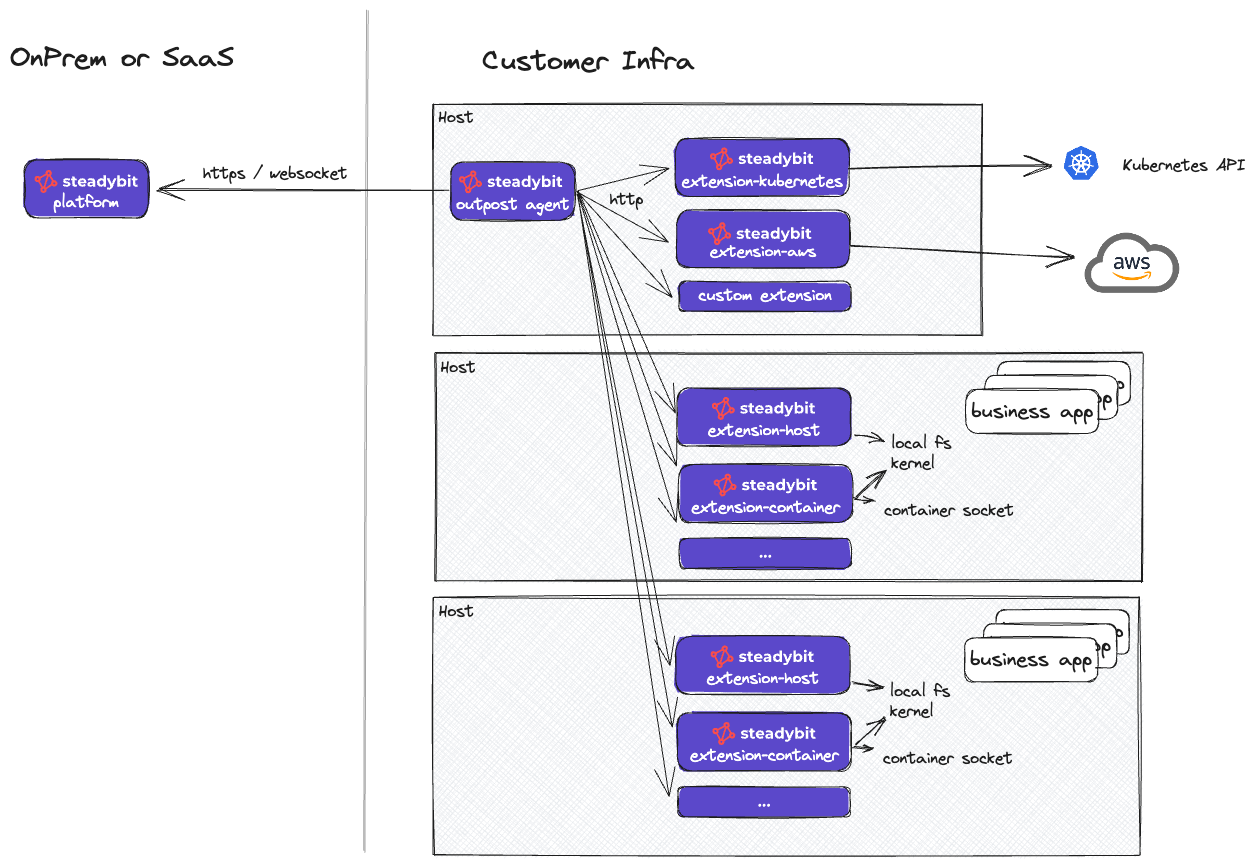 OnPrem or SaaS
Customer Infra
Host
steadybit
platform
https / websocket
steadybit
outpost agent
http
steadybit
extension-kubernetes
Kubernetes API
steadybit
extension-aws
aws
custom extension
Host
steadybit
extension-host
local fs
kernel
steadybit
extension-container
container socket
...
p
pp
business app
Host
steadybit
extension-host
local fs
kernel
steadybit
extension-container
container socket
...
p
pp
business app